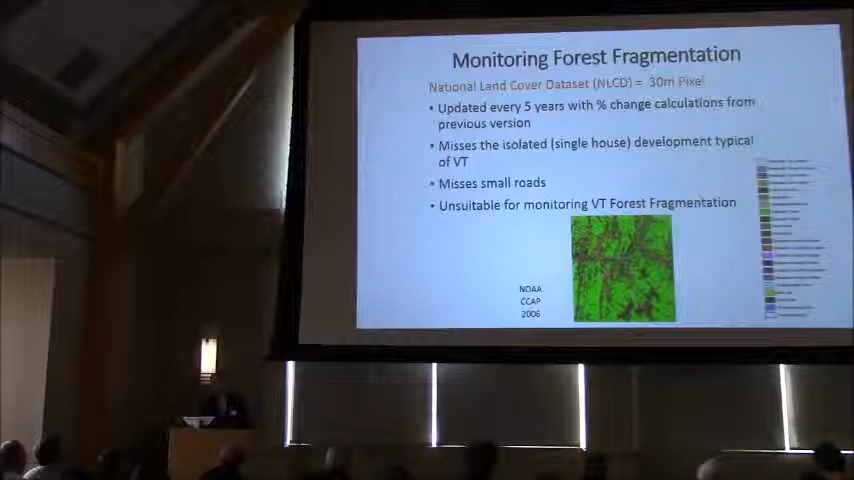 Monitoring Forest Fragmentation
National Land Cover Dataset (NLCD) = 30m Pixel
• Updated every 5 years with % change calculations from
previous version
• Misses the isolated (single house) development typical
of VT
• Misses small roads
• Unsuitable for monitoring VT Forest Fragmentation
NOAA
CCAP
2006